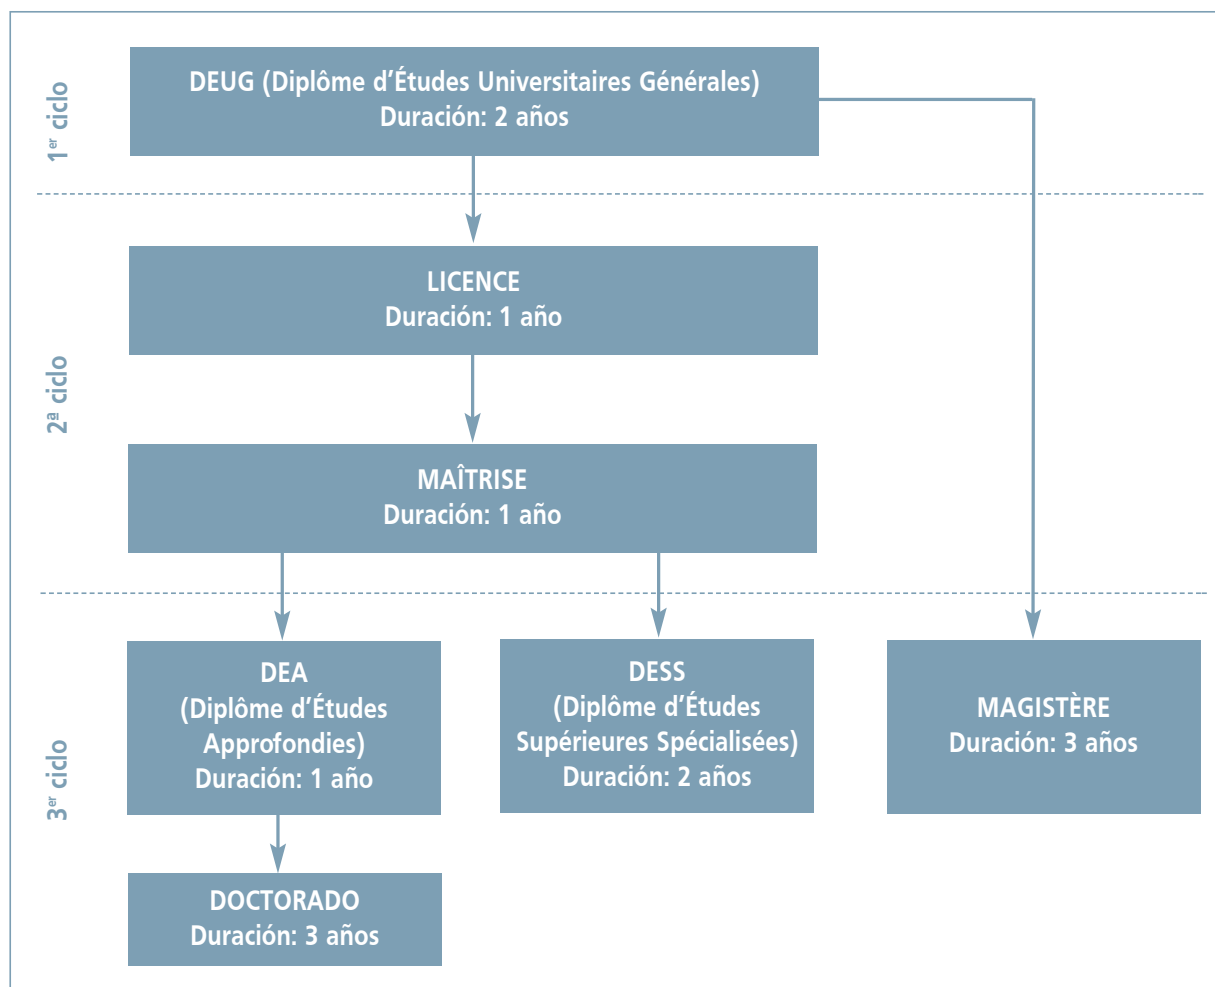 1er ciclo
DEUG (Diplôme d’Études Universitaires Générales)
Duración: 2 años
2ª ciclo
LICENCE
Duración: 1 año
MAÎTRISE
Duración: 1 año
3er ciclo
DEA
(Diplôme d’Études
Approfondies)
Duración: 1 año
DESS
(Diplôme d’Études
Supérieures Spécialisées)
Duración: 2 años
MAGISTÈRE
Duración: 3 años
DOCTORADO
Duración: 3 años